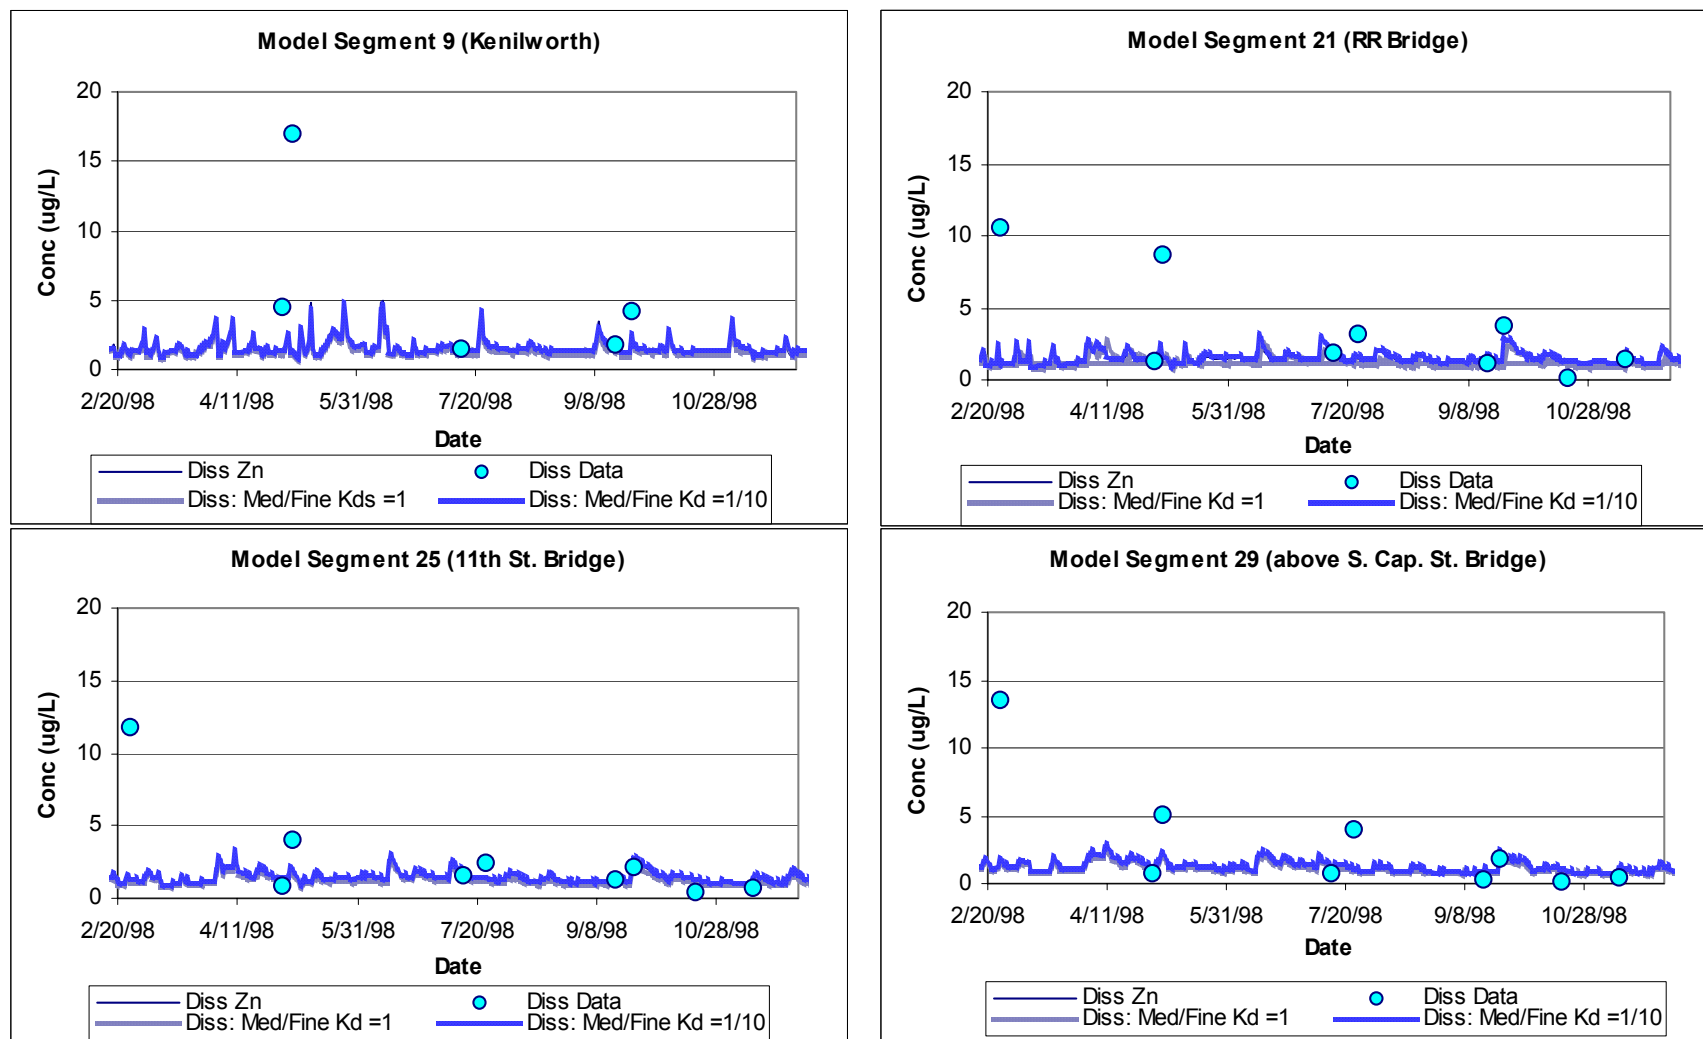 Model Segment 9 (Kenilworth)
20
15
10
5
0
Conc (ug/L)
2/20/98 4/11/98 5/31/98 7/20/98 9/8/98 10/28/98
Date
Diss Zn Diss Data
Diss: Med/Fine Kds =1 Diss: Med/Fine Kd =1/10
Model Segment 21 (RR Bridge)
20
15
10
5
0
Conc (ug/L)
2/20/98 4/11/98 5/31/98 7/20/98 9/8/98 10/28/98
Date
Diss Zn Diss Data
Diss: Med/Fine Kd =1 Diss: Med/Fine Kd =1/10
Model Segment 25 (11th St. Bridge)
20
15
10
5
0
Conc (ug/L)
2/20/98 4/11/98 5/31/98 7/20/98 9/8/98 10/28/98
Date
Diss Zn Diss Data
Diss: Med/Fine Kd =1 Diss: Med/Fine Kd =1/10
Model Segment 29 (above S. Cap. St. Bridge)
20
15
10
5
0
Conc (ug/L)
2/20/98 4/11/98 5/31/98 7/20/98 9/8/98 10/28/98
Date
Diss Zn Diss Data
Diss: Med/Fine Kd =1 Diss: Med/Fine Kd =1/10